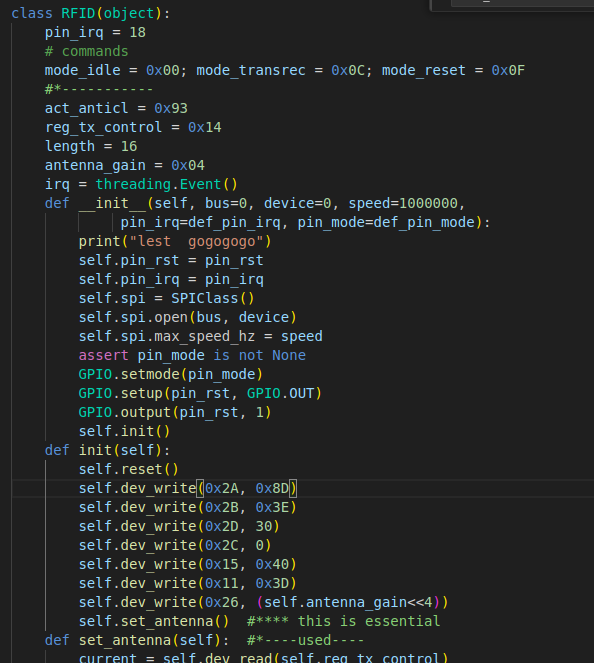 class RFID(object):
    pin_irq = 18
    # commands
    mode_idle = 0x00; mode_transrec = 0x0C; mode_reset = 0x0F
    #*-----------
    act_anticl = 0x93
    reg_tx_control = 0x14
    length = 16
    antenna_gain = 0x04
    irq = threading.Event()
    def __init__(self, bus=0, device=0, speed=1000000,
             pin_irq=def_pin_irq, pin_mode=def_pin_mode):
        print("lest  gogogogo")
        self.pin_rst = pin_rst
        self.pin_irq = pin_irq
        self.spi = SPIClass()
        self.spi.open(bus, device)
        self.spi.max_speed_hz = speed
        assert pin_mode is not None
        GPIO.setmode(pin_mode)
        GPIO.setup(pin_rst, GPIO.OUT)
        GPIO.output(pin_rst, 1)
        self.init()
    def init(self):
        self.reset()
        self.dev_write(0x2A, 0x8D)
        self.dev_write(0x2B, 0x3E)
        self.dev_write(0x2D, 30)
        self.dev_write(0x2C, 0)
        self.dev_write(0x15, 0x40)
        self.dev_write(0x11, 0x3D)
        self.dev_write(0x26, (self.antenna_gain<<4))
        self.set_antenna()  #**** this is essential
    def set_antenna(self):  #*----used----
        current = self.dev_read(self.reg_tx_control)